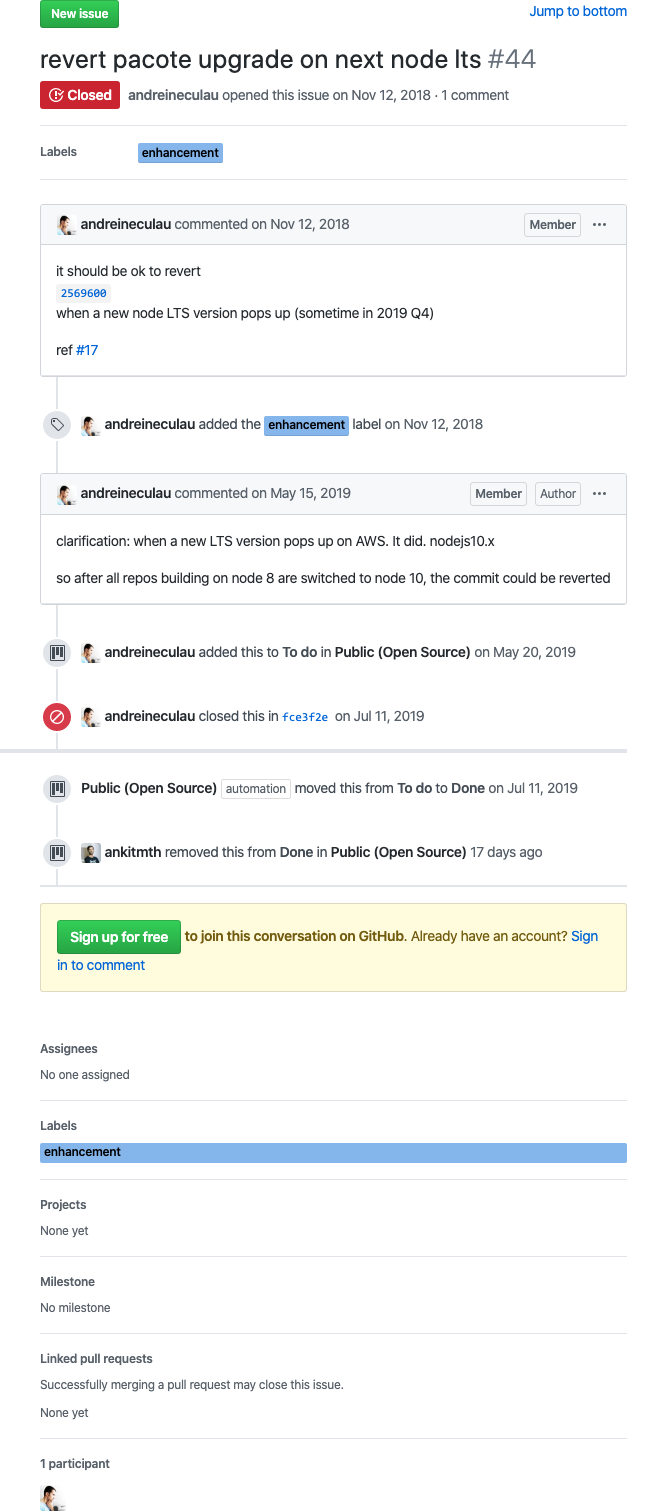 New issue
Jump to bottom
revert pacote upgrade on next node lts #44
Closed andreineculau opened this issue on Nov 12, 2018 · 1 comment
Labels enhancement
andreineculau commented on Nov 12, 2018 Member ···
it should be ok to revert
2569600
when a new node LTS version pops up (sometime in 2019 Q4)
ref #17
andreineculau added the enhancement label on Nov 12, 2018
andreineculau commented on May 15, 2019 Member Author ···
clarification: when a new LTS version pops up on AWS. It did. nodejs10.x
so after all repos building on node 8 are switched to node 10, the commit could be reverted
andreineculau added this to To do in Public (Open Source) on May 20, 2019
andreineculau closed this in fce3f2e on Jul 11, 2019
Public (Open Source) automation moved this from To do to Done on Jul 11, 2019
ankitmth removed this from Done in Public (Open Source) 17 days ago
Sign up for free to join this conversation on GitHub. Already have an account? Sign
in to comment
Assignees
No one assigned
Labels
enhancement
Projects
None yet
Milestone
No milestone
Linked pull requests
Successfully merging a pull request may close this issue.
None yet
1 participant